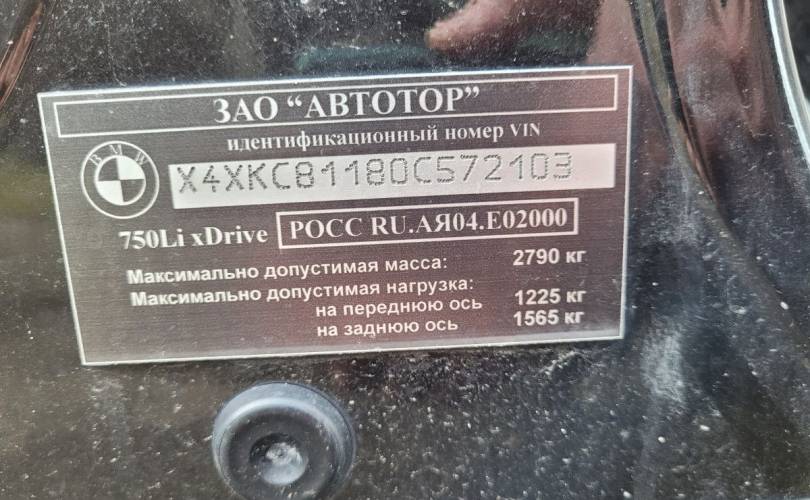 ЗАО “АВТОТОР”
идентификационный номер VIN
BMW
X4XKC81180C572103
750Li xDrive РОСС RU.АЯ04.Е02000
Максимально допустимая масса: 2790 кг
Максимально допустимая нагрузка:
на переднюю ось 1225 кг
на заднюю ось 1565 кг